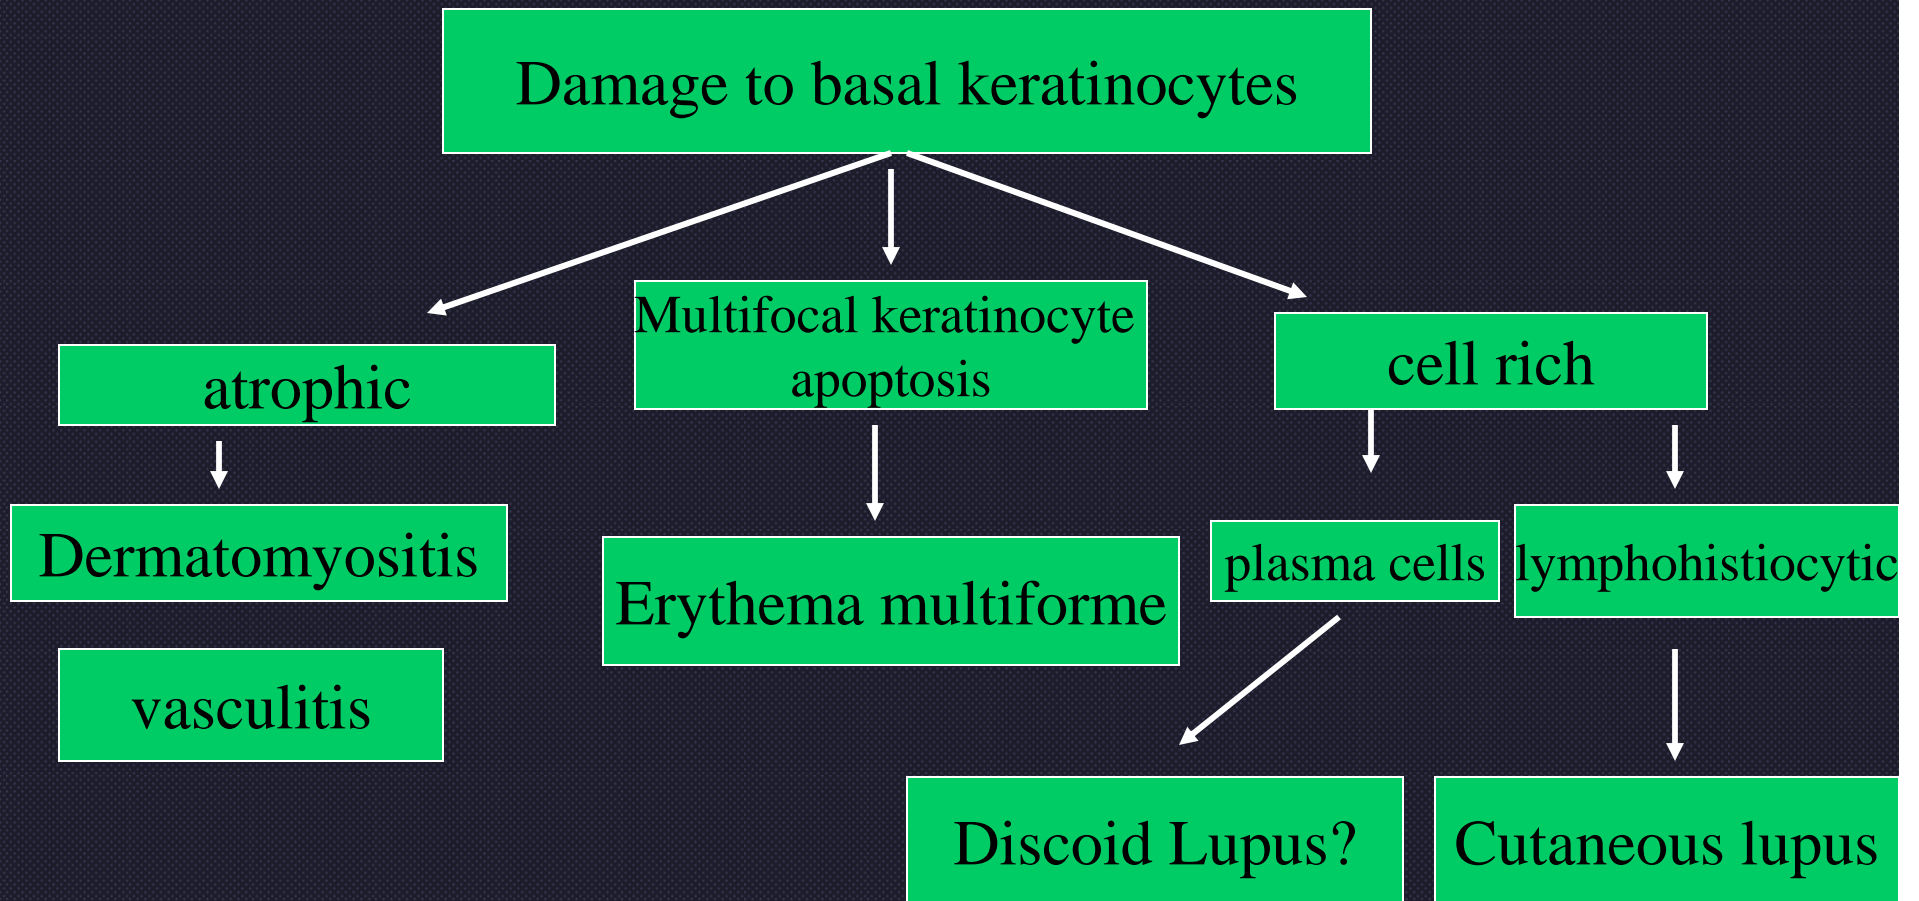 Damage to basal keratinocytes
Multifocal keratinocyte
apoptosis
atrophic
cell rich
Dermatomyositis
Erythema multiforme
plasma cells
lymphohistiocytic
vasculitis
Discoid Lupus?
Cutaneous lupus